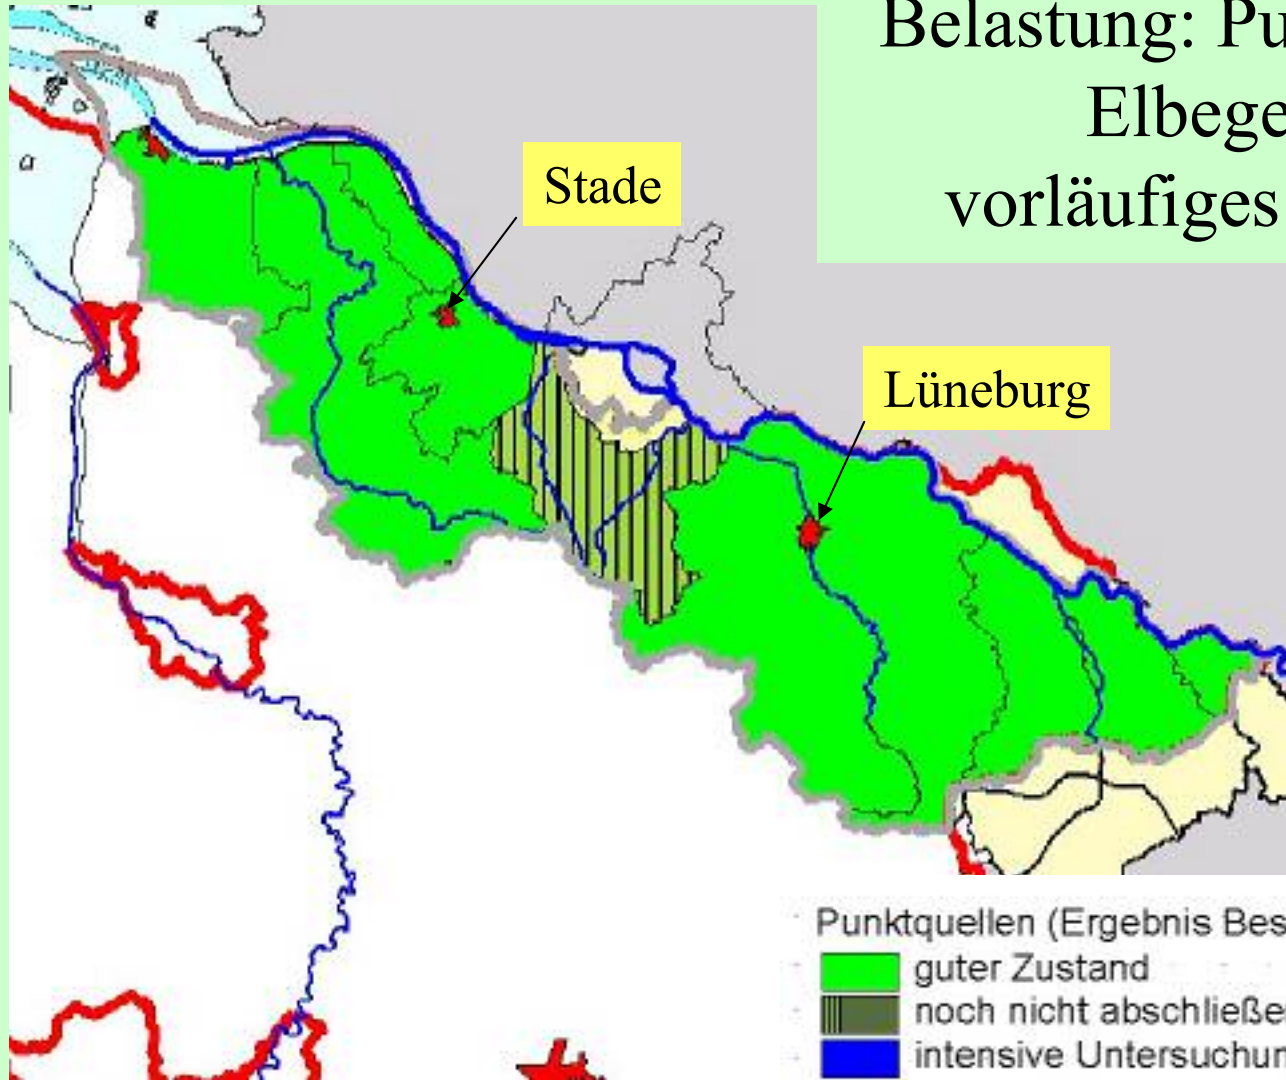 Belastung: Pu
Elbege
vorläufiges
a
Stade
Lüneburg
Punktquellen (Ergebnis Bes
guter Zustand
noch nicht abschließe
intensive Untersuchun